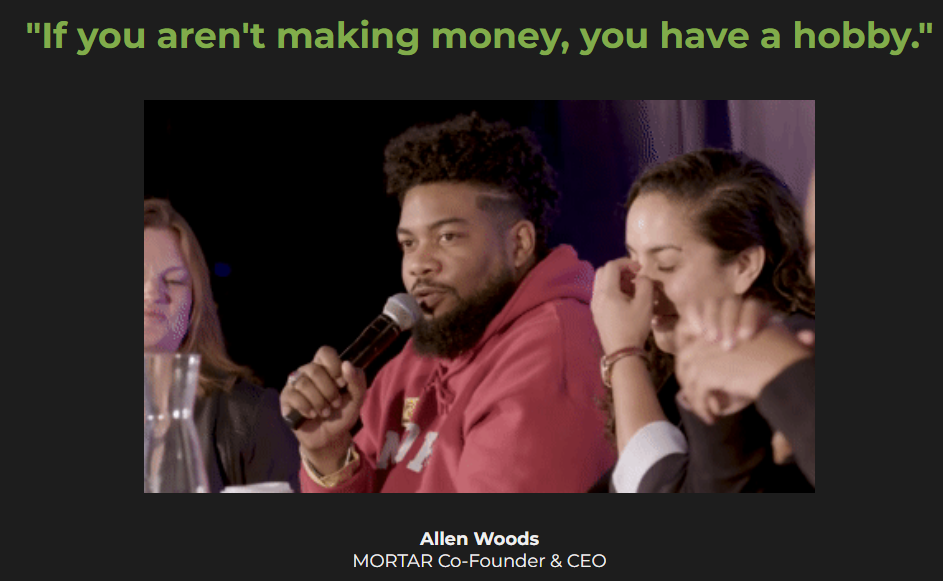 "If you aren't making money, you have a hobby."
Allen Woods
MORTAR Co-Founder & CEO